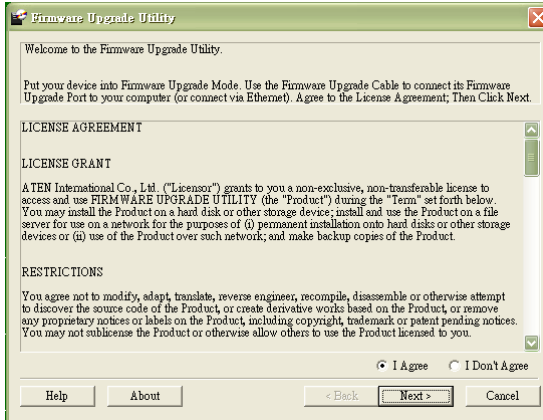 Firmware Upgrade Utility
Welcome to the Firmware Upgrade Utility.
Put your device into Firmware Upgrade Mode. Use the Firmware Upgrade Cable to connect its Firmware
Upgrade Port to your computer (or connect via Ethernet). Agree to the License Agreement; Then Click Next.
LICENSE AGREEMENT
LICENSE GRANT
ATEN International Co., Ltd. ("Licensor") grants to you a non-exclusive, non-transferable license to
access and use FIRMWARE UPGRADE UTILITY (the "Product") during the "Term" set forth below.
You may install the Product on a hard disk or other storage device; install and use the Product on a file
server for use on a network for the purposes of (i) permanent installation onto hard disks or other storage
devices or (ii) use of the Product over such network; and make backup copies of the Product.
RESTRICTIONS
You agree not to modify, adapt, translate, reverse engineer, recompile, disassemble or otherwise attempt
to discover the source code of the Product, or create derivative works based on the Product, or remove
any proprietary notices or labels on the Product, including copyright, trademark or patent pending notices.
You may not sublicense the Product or otherwise allow others to use the Product licensed to you.
I Agree I Don't Agree
Help About < Back Next > Cancel